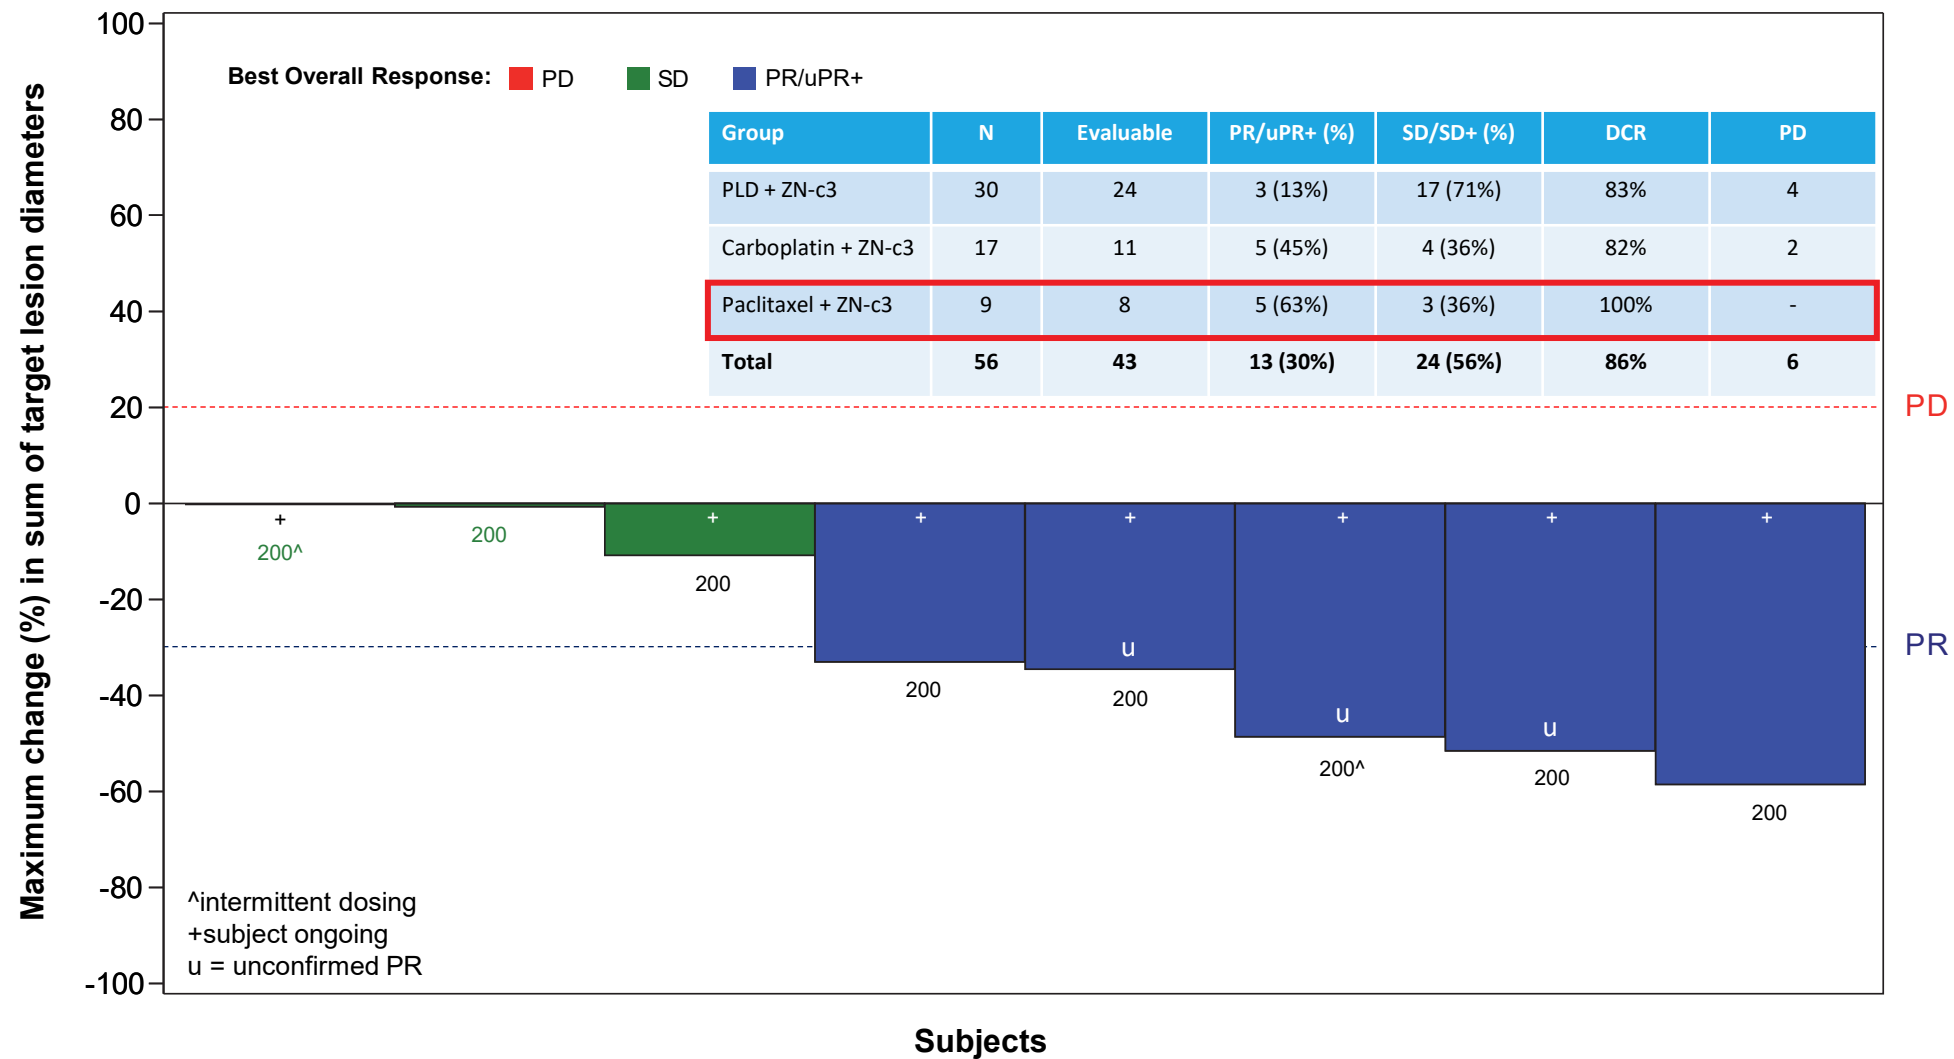 Maximum change (%) in sum of target lesion diameters
100
80
60
40
20
0
-20
-40
-60
-80
-100
Best Overall Response: PD SD PR/uPR+
Group N Evaluable PR/uPR+ (%) SD/SD+ (%) DCR PD
PLD + ZN-c3 30 24 3 (13%) 17 (71%) 83% 4
Carboplatin + ZN-c3 17 11 5 (45%) 4 (36%) 82% 2
Paclitaxel + ZN-c3 9 8 5 (63%) 3 (36%) 100% -
Total 56 43 13 (30%) 24 (56%) 86% 6
PD
+ + + + + + +
200^ 200 200
PR
u u u
200 200 200^ 200 200
^intermittent dosing
+subject ongoing
u = unconfirmed PR
Subjects